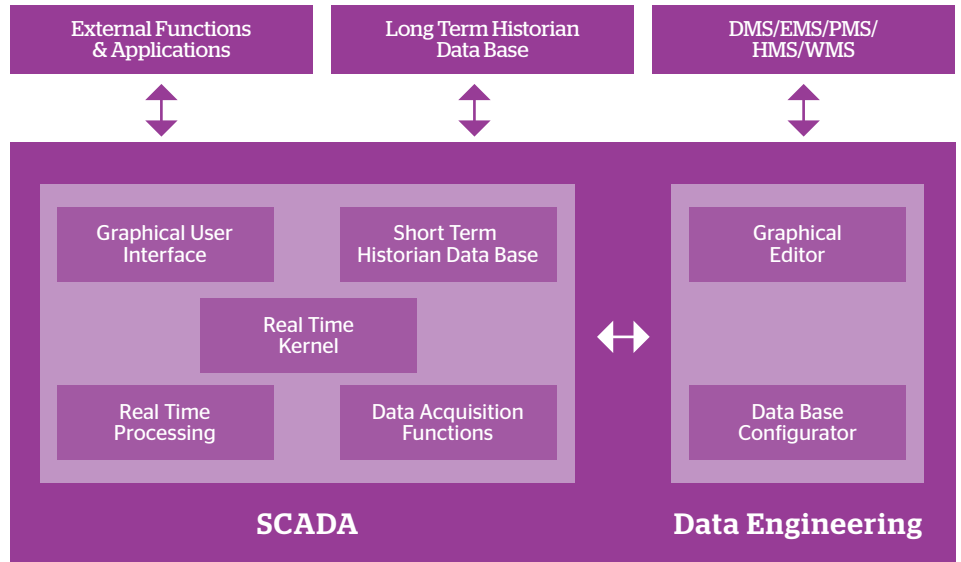 External Functions
& Applications
Long Term Historian
Data Base
DMS/EMS/PMS/
HMS/WMS
Graphical User
Interface
Short Term
Historian Data Base
Real Time
Kernel
Real Time
Processing
Data Acquisition
Functions
SCADA
Graphical
Editor
Data Base
Configurator
Data Engineering